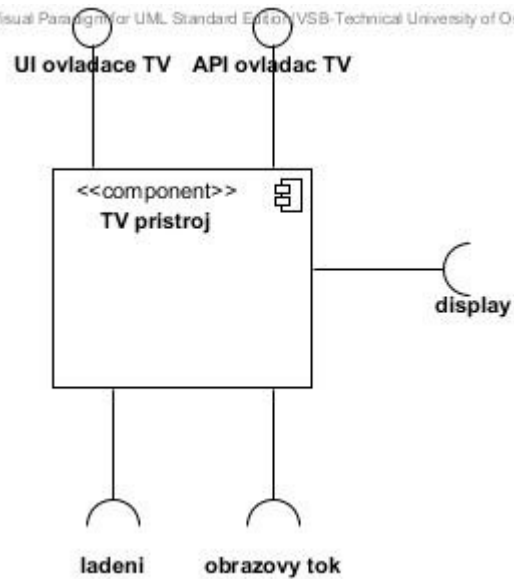 isual Paradigm for UML Standard Edition(VSB-Technical University of O
UI ovladace TV API ovladac TV
<<component>>
TV pristroj
display
ladeni obrazovy tok